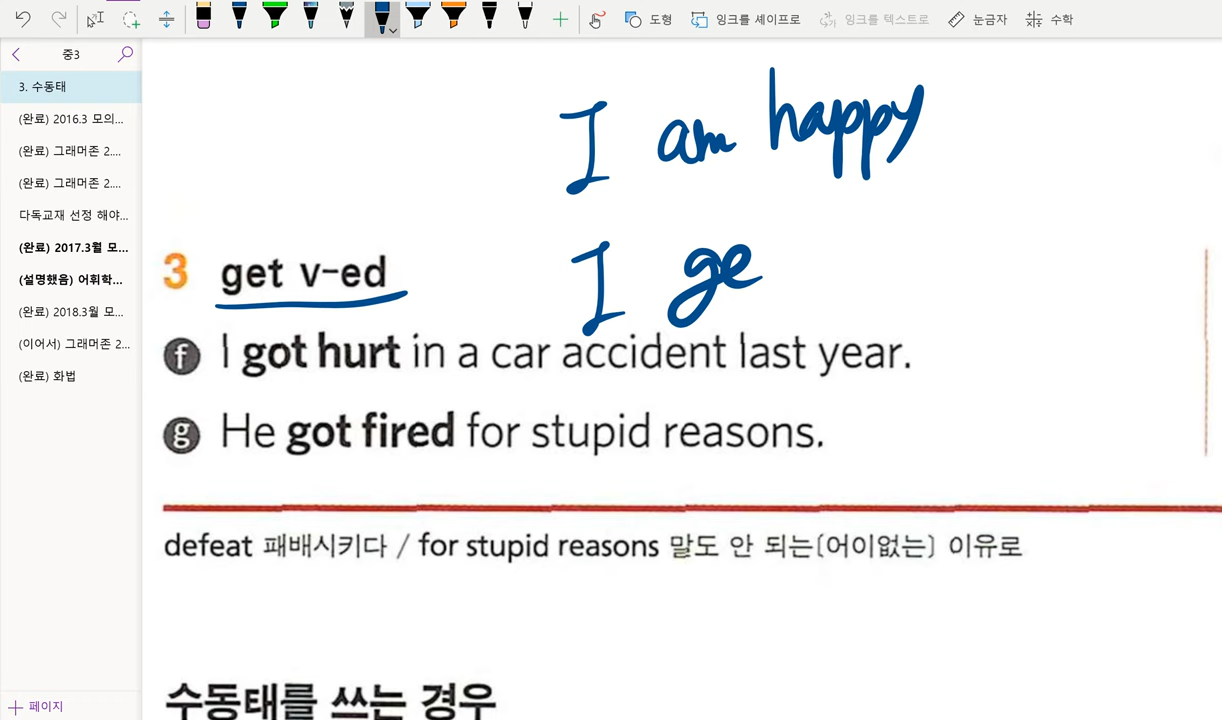 도형
잉크를 셰이프로
잉크를 텍스트로
눈금자
수학
중3
3. 수동태
(완료) 2016.3 모의...
(완료) 그래머존 2....
(완료) 그래머존 2....
다독교재 선정 해야...
(완료) 2017.3월 모...
(설명했음) 어휘학...
(완료) 2018.3월 모...
(이어서) 그래머존 2...
(완료) 화법
페이지
I am happy
I ge
3 get v-ed
f I got hurt in a car accident last year.
g He got fired for stupid reasons.
defeat 패배시키다 / for stupid reasons 말도 안 되는(어이없는) 이유로
수동태를 쓰는 경우